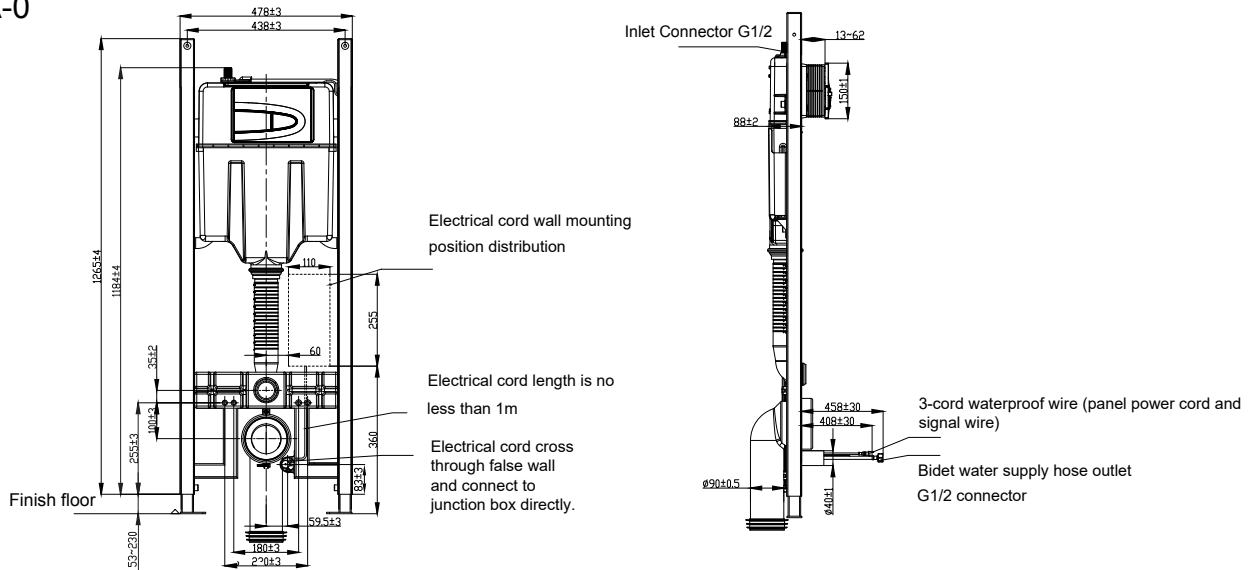 -0
478±3
438±3
1265±4
1184±4
Electrical cord wall mounting
position distribution
110
255
60
35±2
100±3
255±3
Electrical cord length is no
less than 1m
360
Electrical cord cross
through false wall
and connect to
junction box directly.
83±3
Finish floor
53~230
59.5±3
180±3
Inlet Connector G1/2
13~62
150±1
88±2
458±30
408±30
3-cord waterproof wire (panel power cord and
signal wire)
Bidet water supply hose outlet
G1/2 connector
ø90±0.5
ø40±1